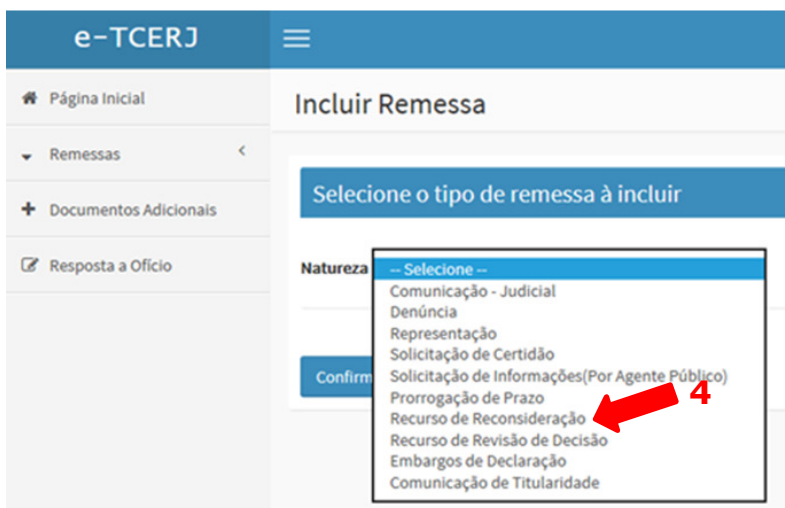 e-TCERJ
Página Inicial
Remessas
Documentos Adicionais
Resposta a Ofício
Incluir Remessa
Selecione o tipo de remessa à incluir
Natureza
-- Selecione --
Comunicação - Judicial
Denúncia
Representação
Solicitação de Certidão
Solicitação de Informações(Por Agente Público)
Prorrogação de Prazo
Recurso de Reconsideração
Recurso de Revisão de Decisão
Embargos de Declaração
Comunicação de Titularidade
Confirm
4